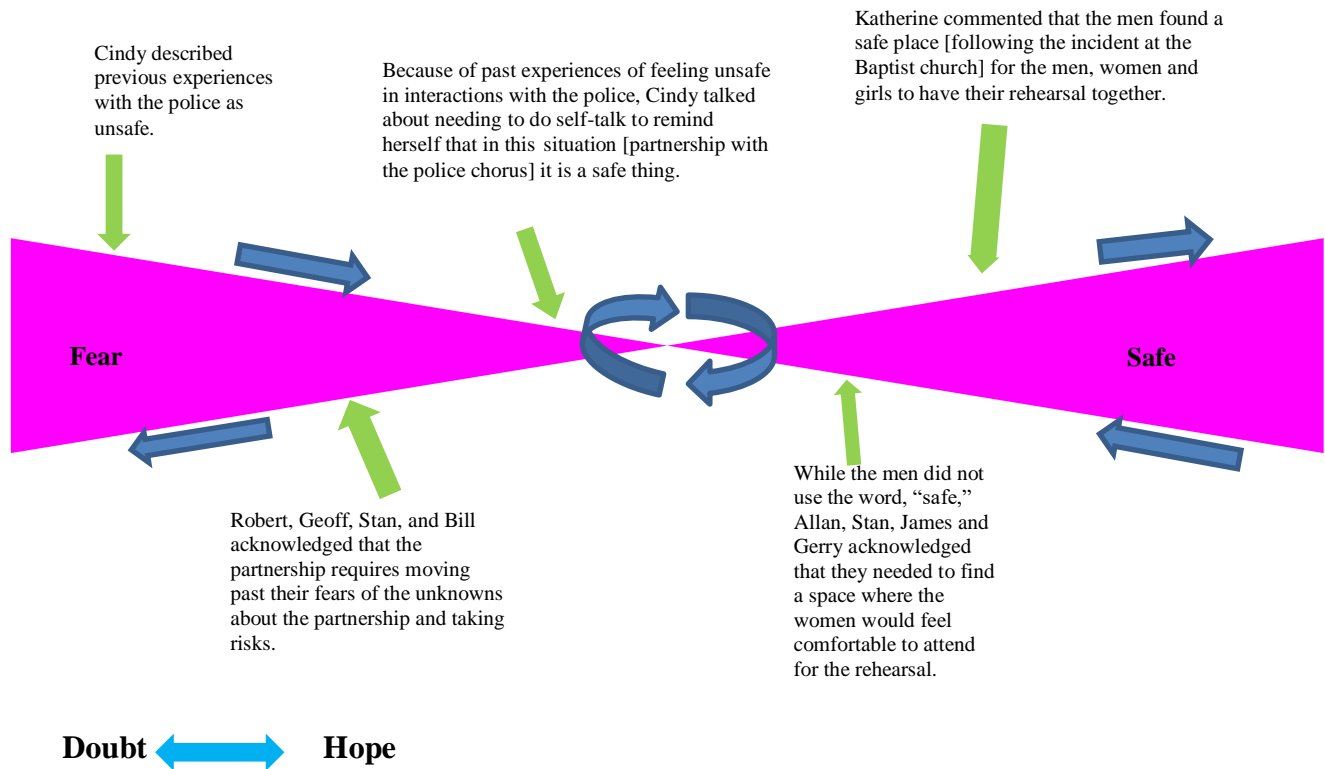 Cindy described
previous experiences
with the police as
unsafe.
Because of past experiences of feeling unsafe
in interactions with the police, Cindy talked
about needing to do self-talk to remind
herself that in this situation [partnership with
the police chorus] it is a safe thing.
Katherine commented that the men found a
safe place [following the incident at the
Baptist church] for the men, women and
girls to have their rehearsal together.
Fear
Safe
Robert, Geoff, Stan, and Bill
acknowledged that the
partnership requires moving
past their fears of the unknowns
about the partnership and taking
risks.
While the men did not
use the word, “safe,”
Allan, Stan, James and
Gerry acknowledged
that they needed to find
a space where the
women would feel
comfortable to attend
for the rehearsal.
Doubt Hope